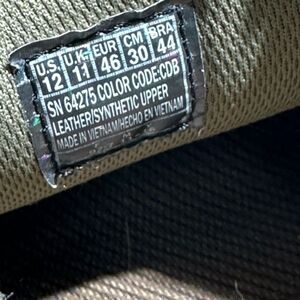 U.S. U.K. EUR CM BRA
12 11 46 30 44
SN 64275 COLOR CODE:CDB
LEATHER/SYNTHETIC UPPER
MADE IN VIETNAM/HECHO EN VIETNAM